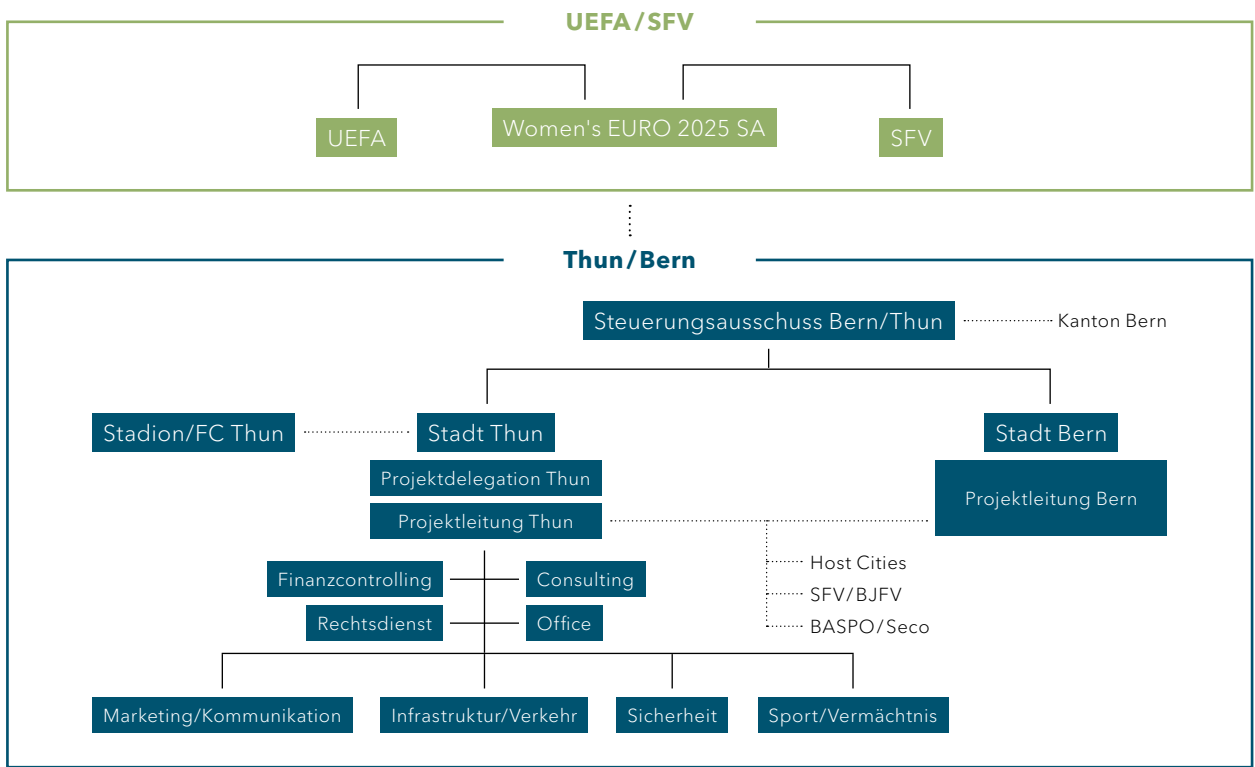 UEFA/SFV
UEFA
Women's EURO 2025 SA
SFV
Thun/Bern
Steuerungsausschuss Bern/Thun
Kanton Bern
Stadion/FC Thun
Stadt Thun
Stadt Bern
Projektdelegation Thun
Projektleitung Thun
Projektleitung Bern
Host Cities
SFV/BJFV
BASPO/Seco
Finanzcontrolling
Consulting
Rechtsdienst
Office
Marketing/Kommunikation
Infrastruktur/Verkehr
Sicherheit
Sport/Vermächtnis